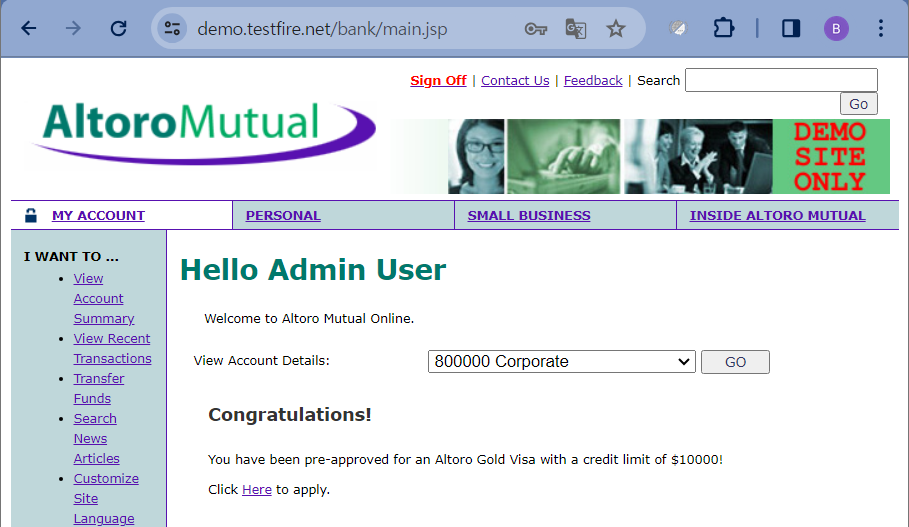 demo.testfire.net/bank/main.jsp
B
Sign Off | Contact Us | Feedback | Search
Go
AltoroMutual
DEMO
SITE
ONLY
MY ACCOUNT
PERSONAL
SMALL BUSINESS
INSIDE ALTORO MUTUAL
I WANT TO ...
View
Account
Summary
View Recent
Transactions
Transfer
Funds
Search
News
Articles
Customize
Site
Language
Hello Admin User
Welcome to Altoro Mutual Online.
View Account Details: 800000 Corporate GO
Congratulations!
You have been pre-approved for an Altoro Gold Visa with a credit limit of $10000!
Click Here to apply.